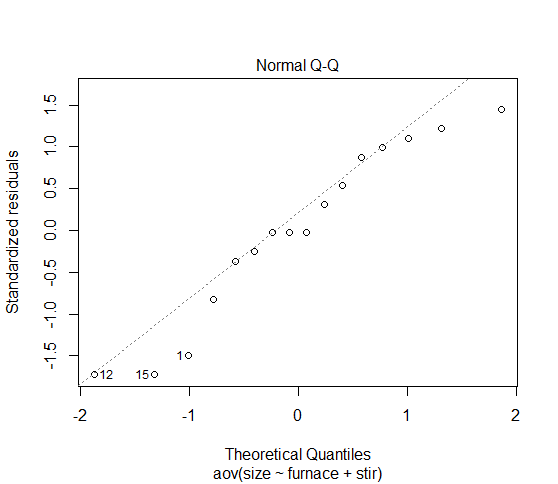 Normal Q-Q
Standardized residuals
1.5
1.0
0.5
0.0
-0.5
-1.0
-1.5
12
15
1
-2 -1 0 1 2
Theoretical Quantiles
aov(size ~ furnace + stir)